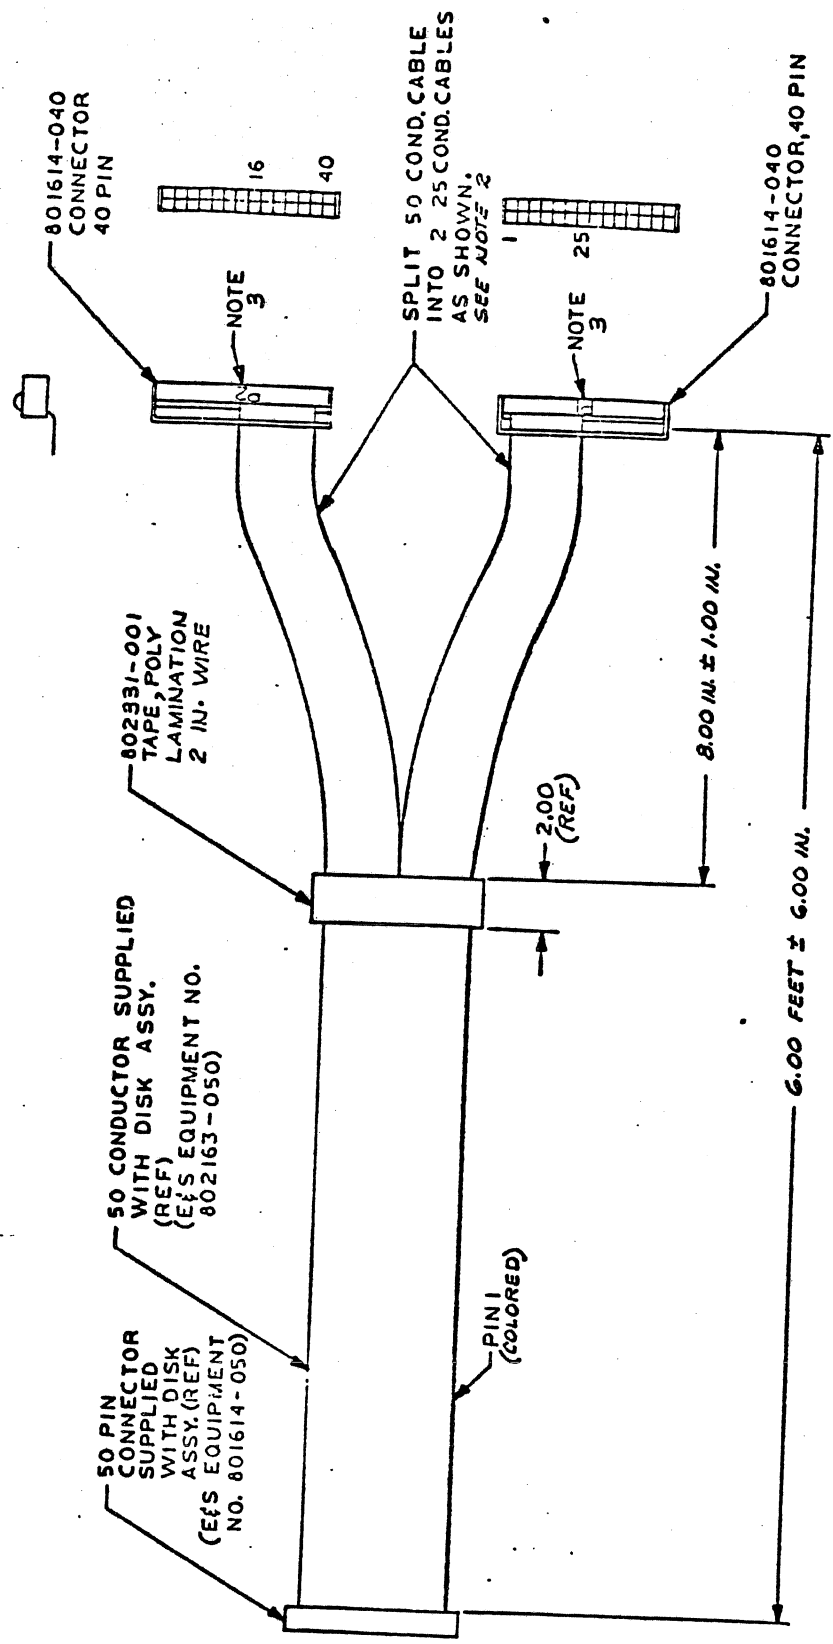 50 PIN
CONNECTOR
SUPPLIED
WITH DISK
ASSY. (REF)
(E&S EQUIPMENT
NO. 801614-050)
50 CONDUCTOR SUPPLIED
WITH DISK ASSY.
(REF)
(E&S EQUIPMENT NO.
802163-050)
802931-001
TAPE, POLY
LAMINATION
2 IN. WIRE
801614-040
CONNECTOR
40 PIN
16
40
NOTE
3
SPLIT 50 COND. CABLE
INTO 2 25 COND. CABLES
AS SHOWN.
SEE NOTE 2
1
25
NOTE
3
801614-040
CONNECTOR, 40 PIN
PIN 1
(COLORED)
2.00
(REF)
8.00 IN. ± 1.00 IN.
6.00 FEET ± 6.00 IN.